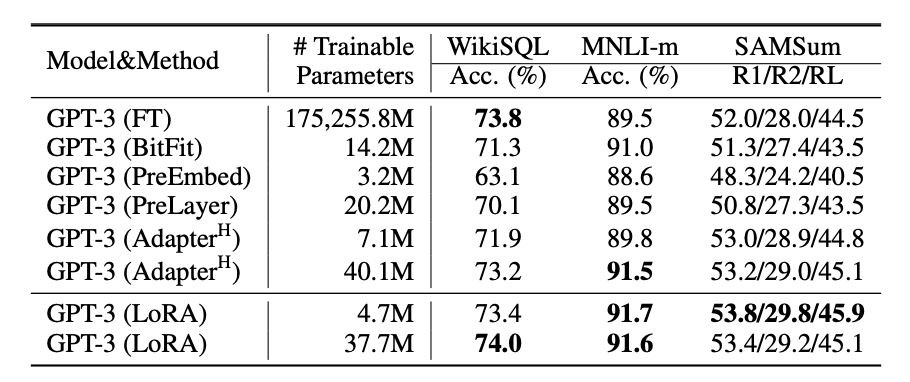 Model&Method # Trainable Parameters WikiSQL MNLI-m SAMSum
Acc. (%) Acc. (%) R1/R2/RL
GPT-3 (FT) 175,255.8M 73.8 89.5 52.0/28.0/44.5
GPT-3 (BitFit) 14.2M 71.3 91.0 51.3/27.4/43.5
GPT-3 (PreEmbed) 3.2M 63.1 88.6 48.3/24.2/40.5
GPT-3 (PreLayer) 20.2M 70.1 89.5 50.8/27.3/43.5
GPT-3 (Adapterᴴ) 7.1M 71.9 89.8 53.0/28.9/44.8
GPT-3 (Adapterᴴ) 40.1M 73.2 91.5 53.2/29.0/45.1
GPT-3 (LoRA) 4.7M 73.4 91.7 53.8/29.8/45.9
GPT-3 (LoRA) 37.7M 74.0 91.6 53.4/29.2/45.1